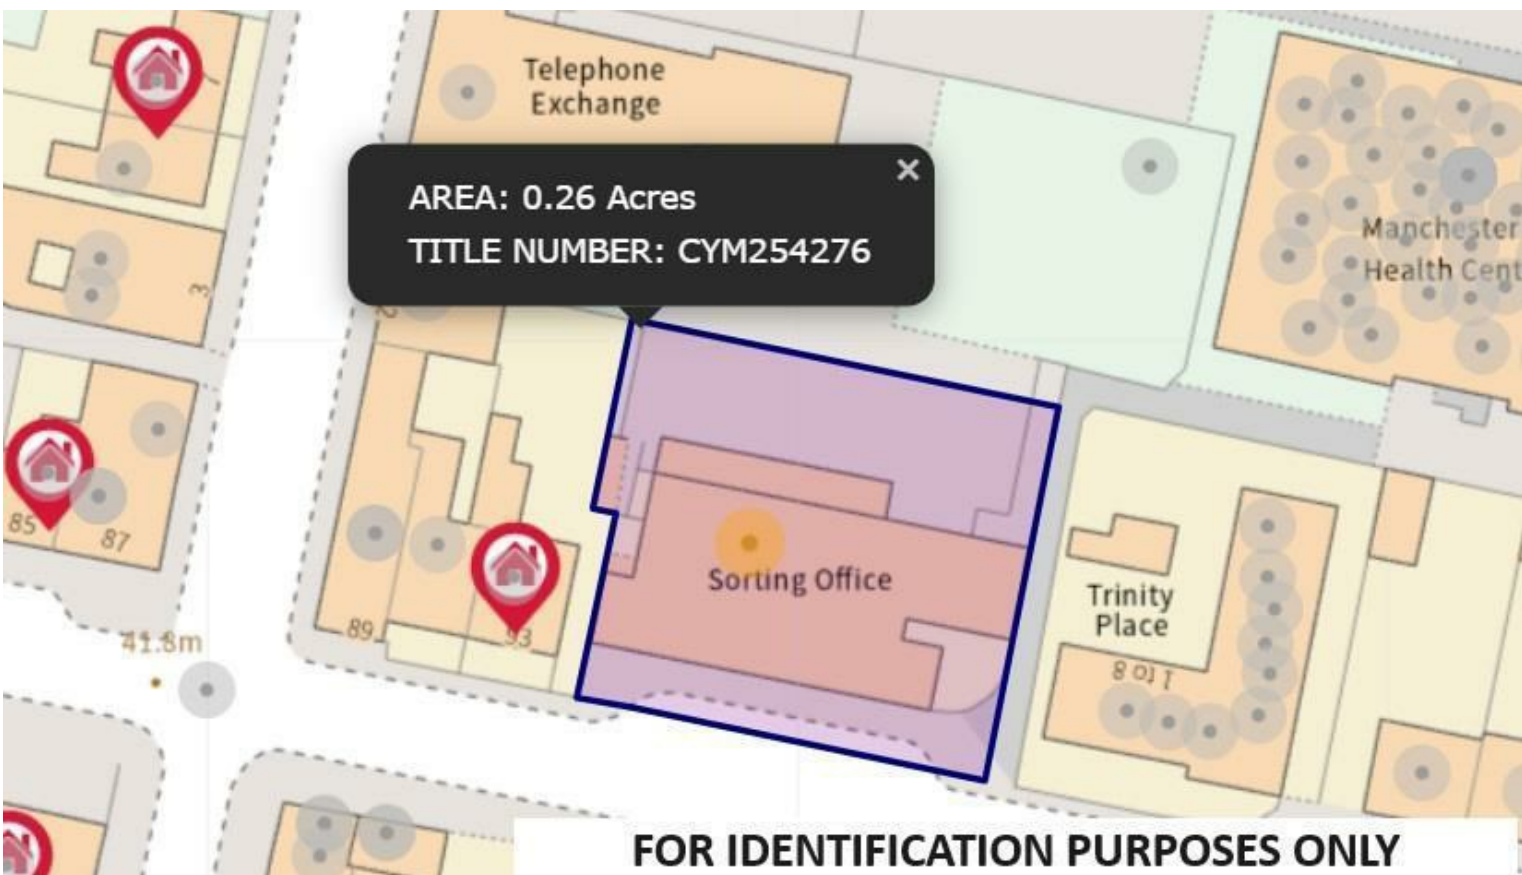 Telephone
Exchange
×
AREA: 0.26 Acres
TITLE NUMBER: CYM254276
Manchester
Health Cent
3
85
87
Sorting Office
89
93
41.8m
Trinity
Place
1 to 8
FOR IDENTIFICATION PURPOSES ONLY